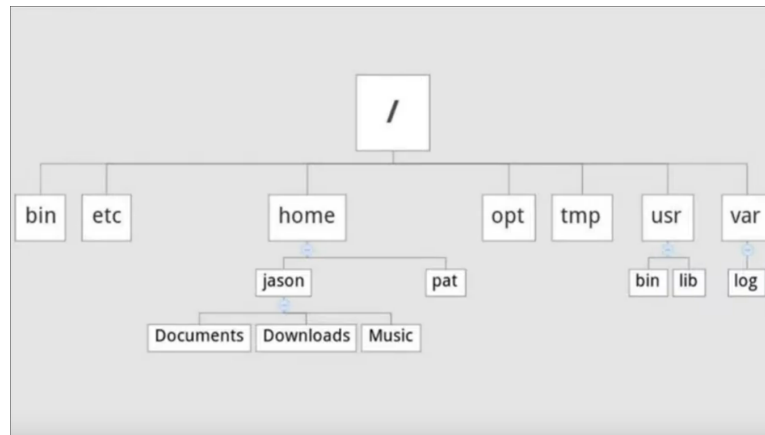 /
bin etc home opt tmp usr var
jason pat bin lib log
Documents Downloads Music